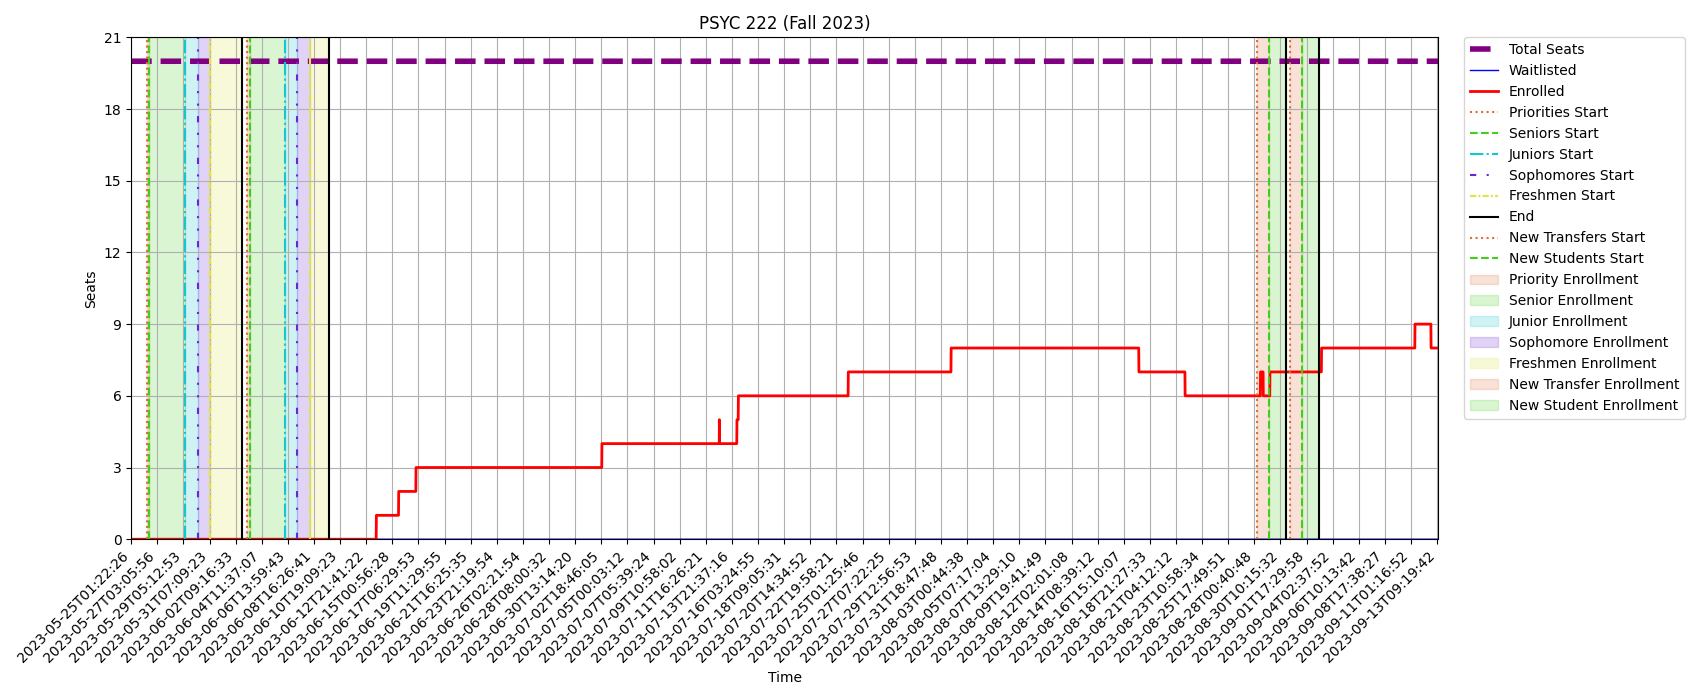 PSYC 222 (Fall 2023)
21
18
15
12
9
6
3
0
Seats
2023-05-25T01:22:26
2023-05-27T03:05:56
2023-05-29T05:12:53
2023-05-31T07:09:23
2023-06-02T09:16:33
2023-06-04T11:37:07
2023-06-06T13:59:43
2023-06-08T16:26:41
2023-06-10T19:09:23
2023-06-12T21:41:22
2023-06-15T00:56:28
2023-06-17T06:29:53
2023-06-19T11:29:55
2023-06-21T16:25:35
2023-06-23T21:19:54
2023-06-26T02:21:54
2023-06-28T08:00:32
2023-06-30T13:14:20
2023-07-02T18:46:05
2023-07-05T00:03:12
2023-07-07T05:39:24
2023-07-09T10:58:02
2023-07-11T16:26:21
2023-07-13T21:37:16
2023-07-16T03:24:55
2023-07-18T09:05:31
2023-07-20T14:34:52
2023-07-22T19:58:21
2023-07-25T01:25:46
2023-07-27T07:22:25
2023-07-29T12:56:53
2023-07-31T18:47:48
2023-08-03T00:44:38
2023-08-05T07:17:04
2023-08-07T13:29:10
2023-08-09T19:41:49
2023-08-12T02:01:08
2023-08-14T08:39:12
2023-08-16T15:10:07
2023-08-18T21:27:33
2023-08-21T04:12:12
2023-08-23T10:58:34
2023-08-25T17:49:51
2023-08-28T00:40:48
2023-08-30T10:15:32
2023-09-01T17:29:58
2023-09-04T02:37:52
2023-09-06T10:13:42
2023-09-08T17:38:27
2023-09-11T01:16:52
2023-09-13T09:19:42
Time
Total Seats
Waitlisted
Enrolled
Priorities Start
Seniors Start
Juniors Start
Sophomores Start
Freshmen Start
End
New Transfers Start
New Students Start
Priority Enrollment
Senior Enrollment
Junior Enrollment
Sophomore Enrollment
Freshmen Enrollment
New Transfer Enrollment
New Student Enrollment